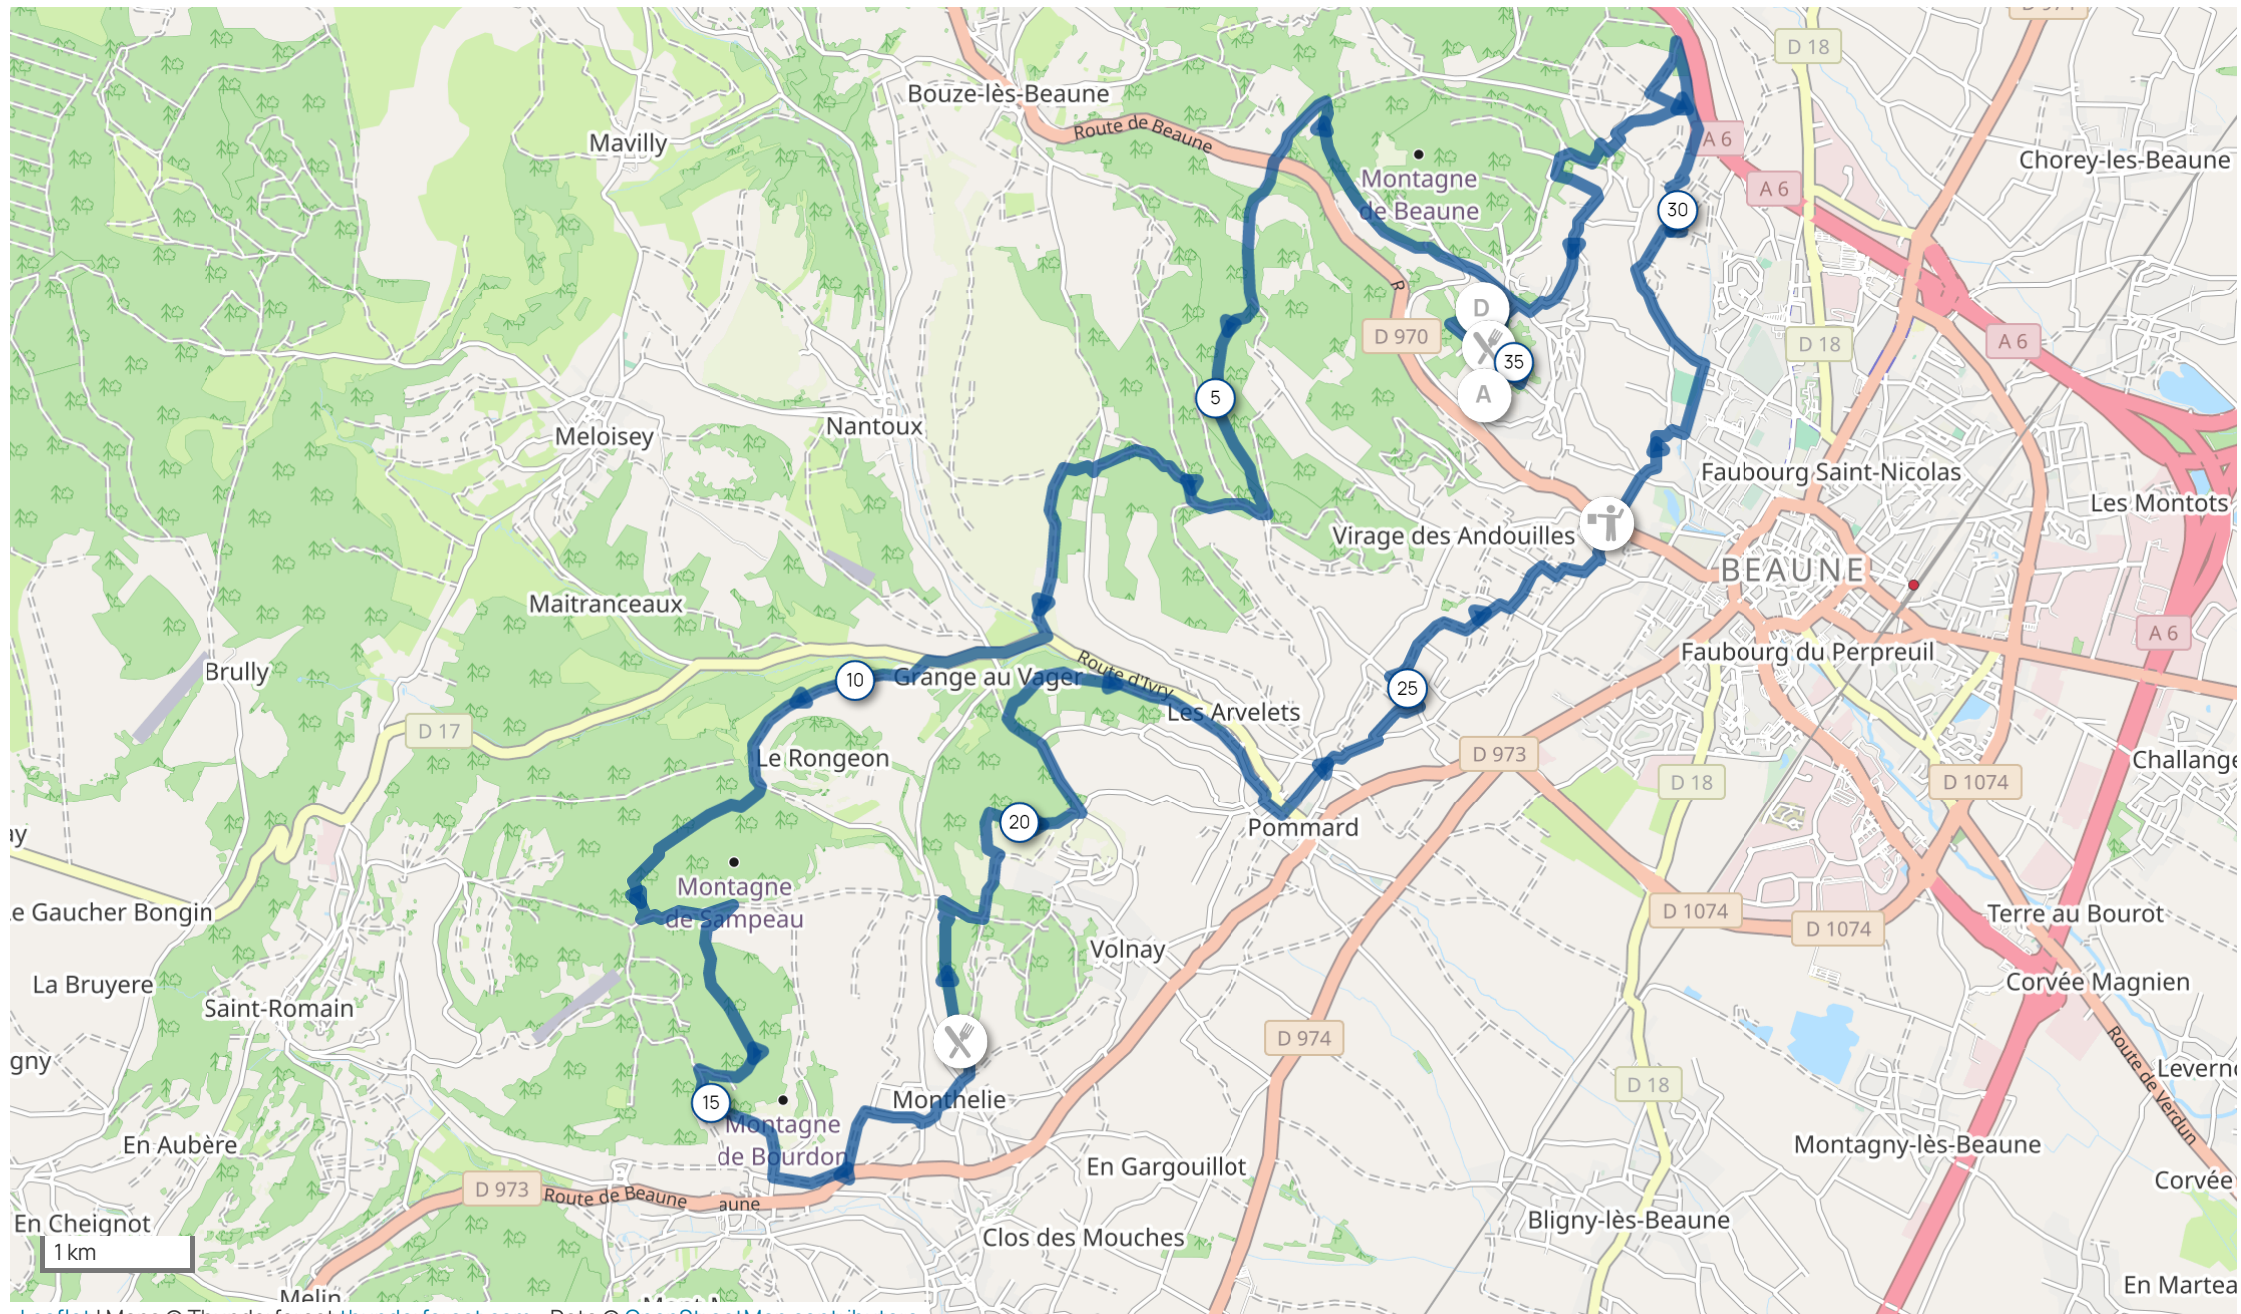 D 974
D 18
Bouze-lès-Beaune
Route de Beaune
Mavilly
A 6
Chorey-les-Beaune
A 6
Montagne
de Beaune
30
D
R
D 970
35
D 18
A 6
A
5
Nantoux
Meloisey
Faubourg Saint-Nicolas
Les Montots
Virage des Andouilles
BEAUNE
Maitranceaux
A 6
Faubourg du Perpreuil
Brully
Route d'Ivry
10
Grange au Vager
25
Les Arvelets
D 17
Le Rongeon
D 973
D 18
D 1074
Challange
20
Pommard
ay
Montagne
de Sampeau
Le Gaucher Bongin
D 1074
D 1074
Terre au Bourot
Volnay
La Bruyere
Corvée Magnien
Saint-Romain
D 974
Route de Verdun
gny
Leverno
D 18
15
Monthelie
Montagne
de Bourdon
En Aubère
Montagny-lès-Beaune
En Gargouillot
Corvée
D 973
Route de Beaune
aune
En Cheignot
Bligny-lès-Beaune
Clos des Mouches
1 km
En Martea
Melin